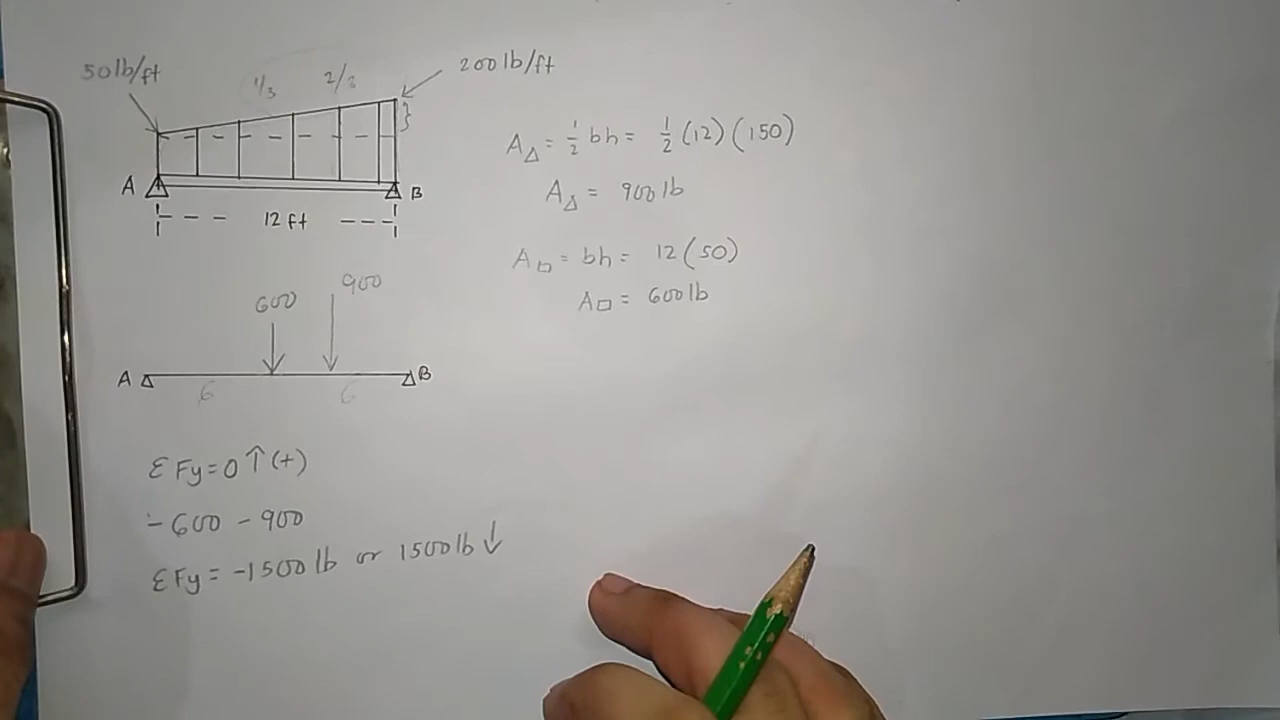 50lb/ft
1/3
2/3
200lb/ft
A
B
12 ft
A△ = 1/2 bh = 1/2 (12)(150)
A△ = 900 lb
A□ = bh = 12(50)
A□ = 600 lb
600
900
A
B
6
6
ΣFy=0↑(+)
-600 - 900
ΣFy = -1500 lb or 1500 lb ↓